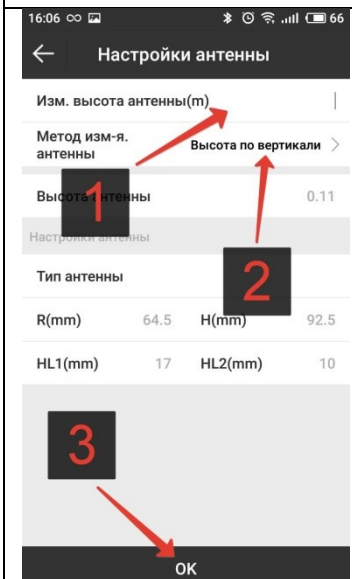 16:06 66
Настройки антенны
Изм. высота антенны(m)
Метод изм-я.
антенны
Высота по вертикали
1
Высота антенны 0.11
Настройки антенны
2
Тип антенны
R(mm) 64.5 H(mm) 92.5
HL1(mm) 17 HL2(mm) 10
3
OK